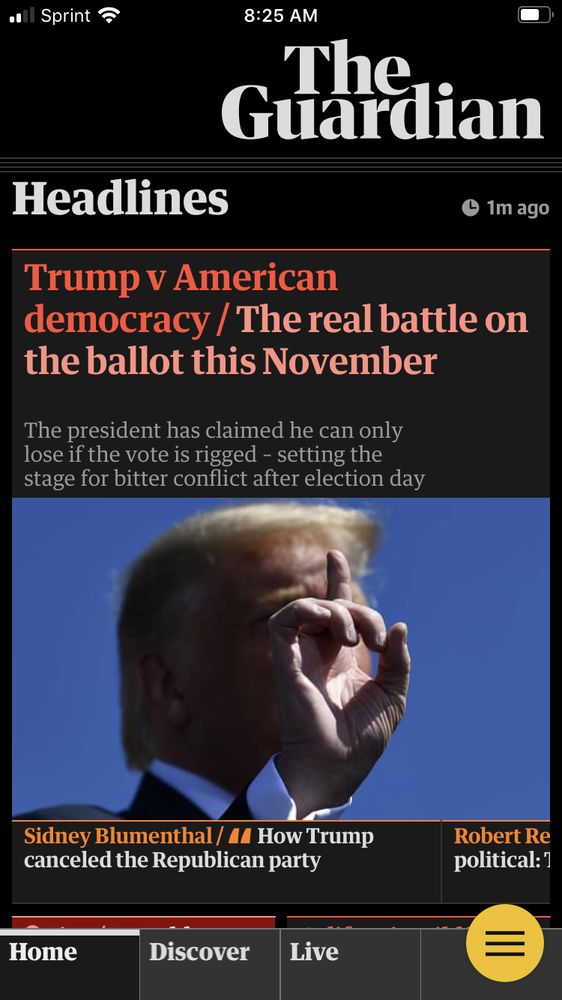 Sprint
8:25 AM
The
Guardian
Headlines
1m ago
Trump v American
democracy / The real battle on
the ballot this November
The president has claimed he can only
lose if the vote is rigged – setting the
stage for bitter conflict after election day
Sidney Blumenthal / “ How Trump
canceled the Republican party
Robert Re
political:
Home
Discover
Live